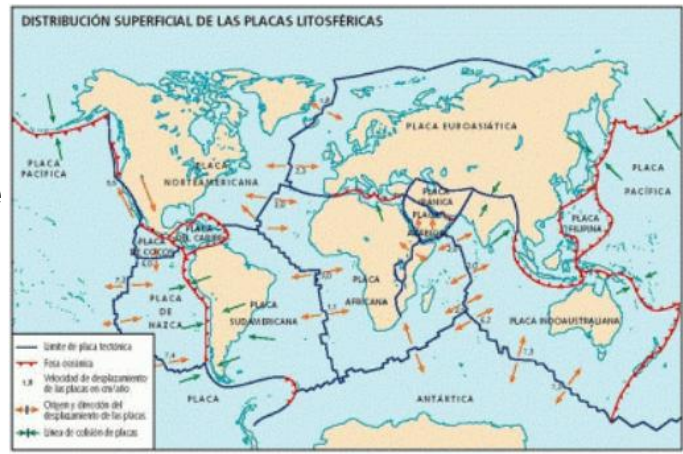 DISTRIBUCIÓN SUPERFICIAL DE LAS PLACAS LITOSFÉRICAS
PLACA EUROASIÁTICA
PLACA
PACÍFICA
PLACA
NORTEAMERICANA
PLACA
PACÍFICA
PLACA
IRÁNICA
PLACA
PLACA
FILIPINA
PLACA
DEL CARIBE
PLACA
DE COCOS
PLACA
DE
NAZCA
PLACA
SUDAMERICANA
PLACA
AFRICANA
PLACA INDOAUSTRALIANA
PLACA
ANTÁRTICA
Límite de placa tectónica
Fosa oceánica
Velocidad de desplazamiento
de las placas en cm/año
Origen y dirección del
desplazamiento de las placas
Línea de colisión de placas
e